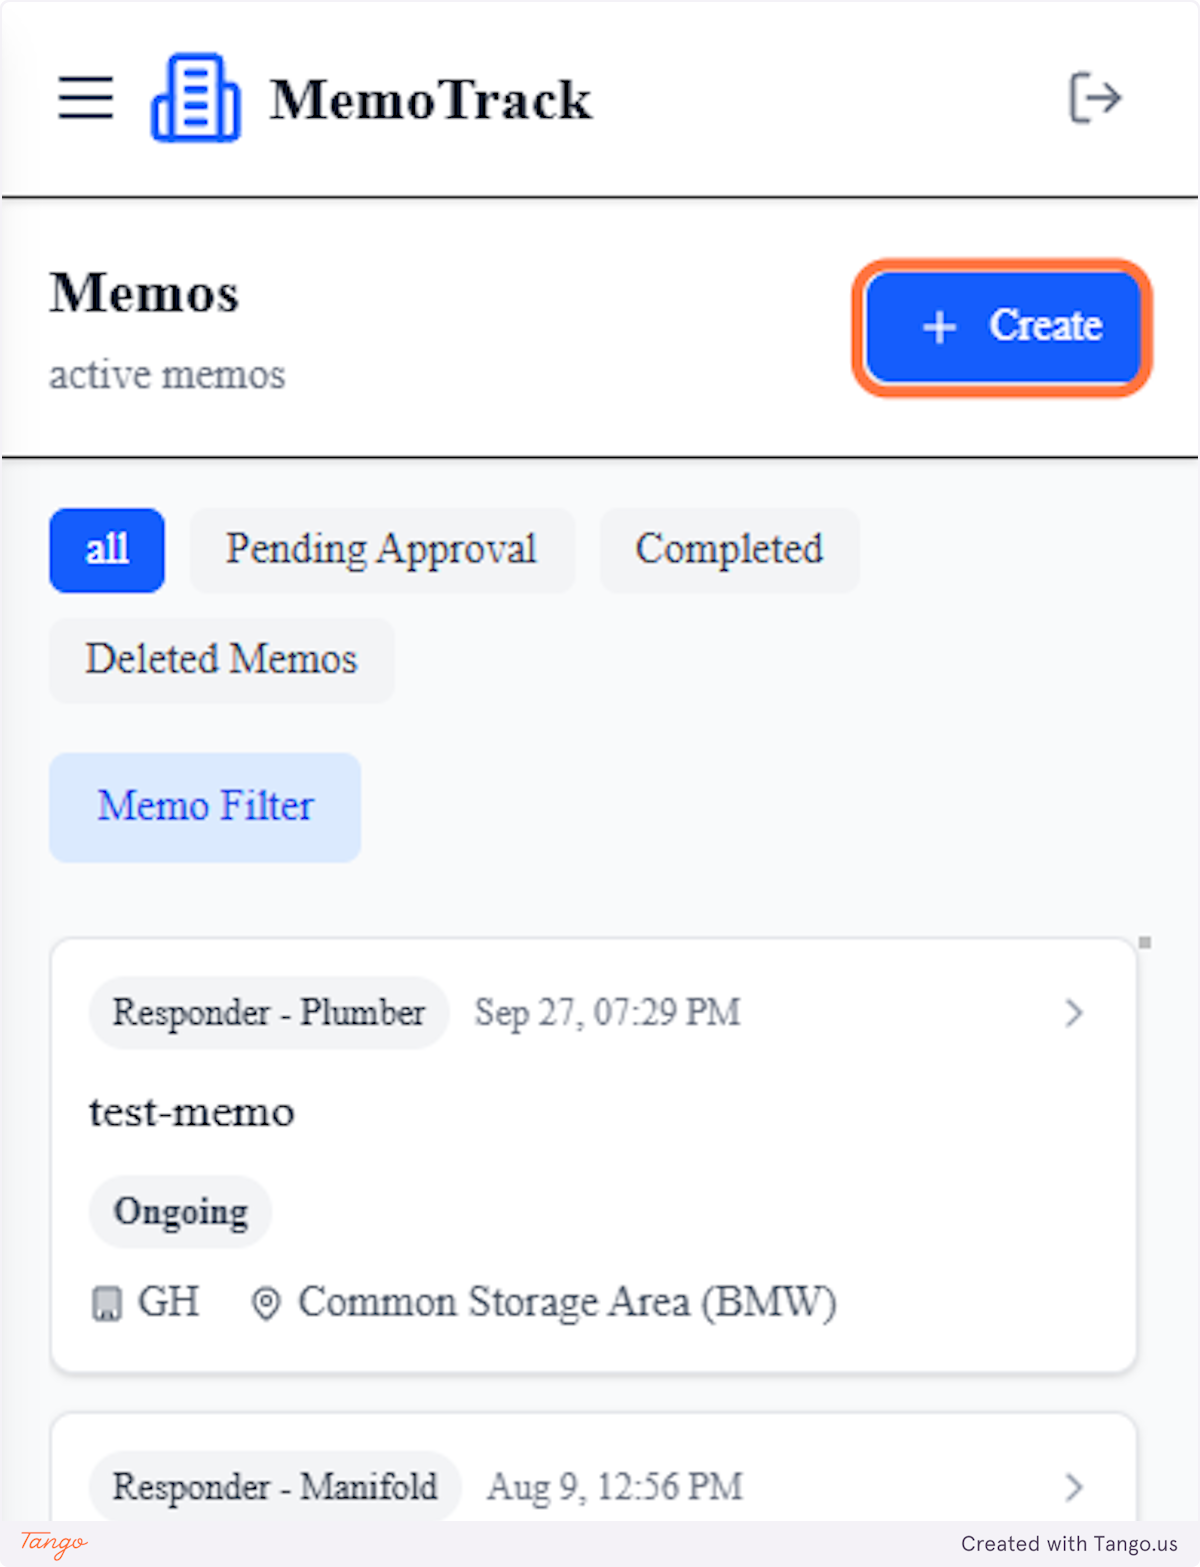 MemoTrack
Memos
active memos
+ Create
all Pending Approval Completed
Deleted Memos
Memo Filter
Responder - Plumber Sep 27, 07:29 PM
test-memo
Ongoing
GH Common Storage Area (BMW)
Responder - Manifold Aug 9, 12:56 PM
Tango Created with Tango.us